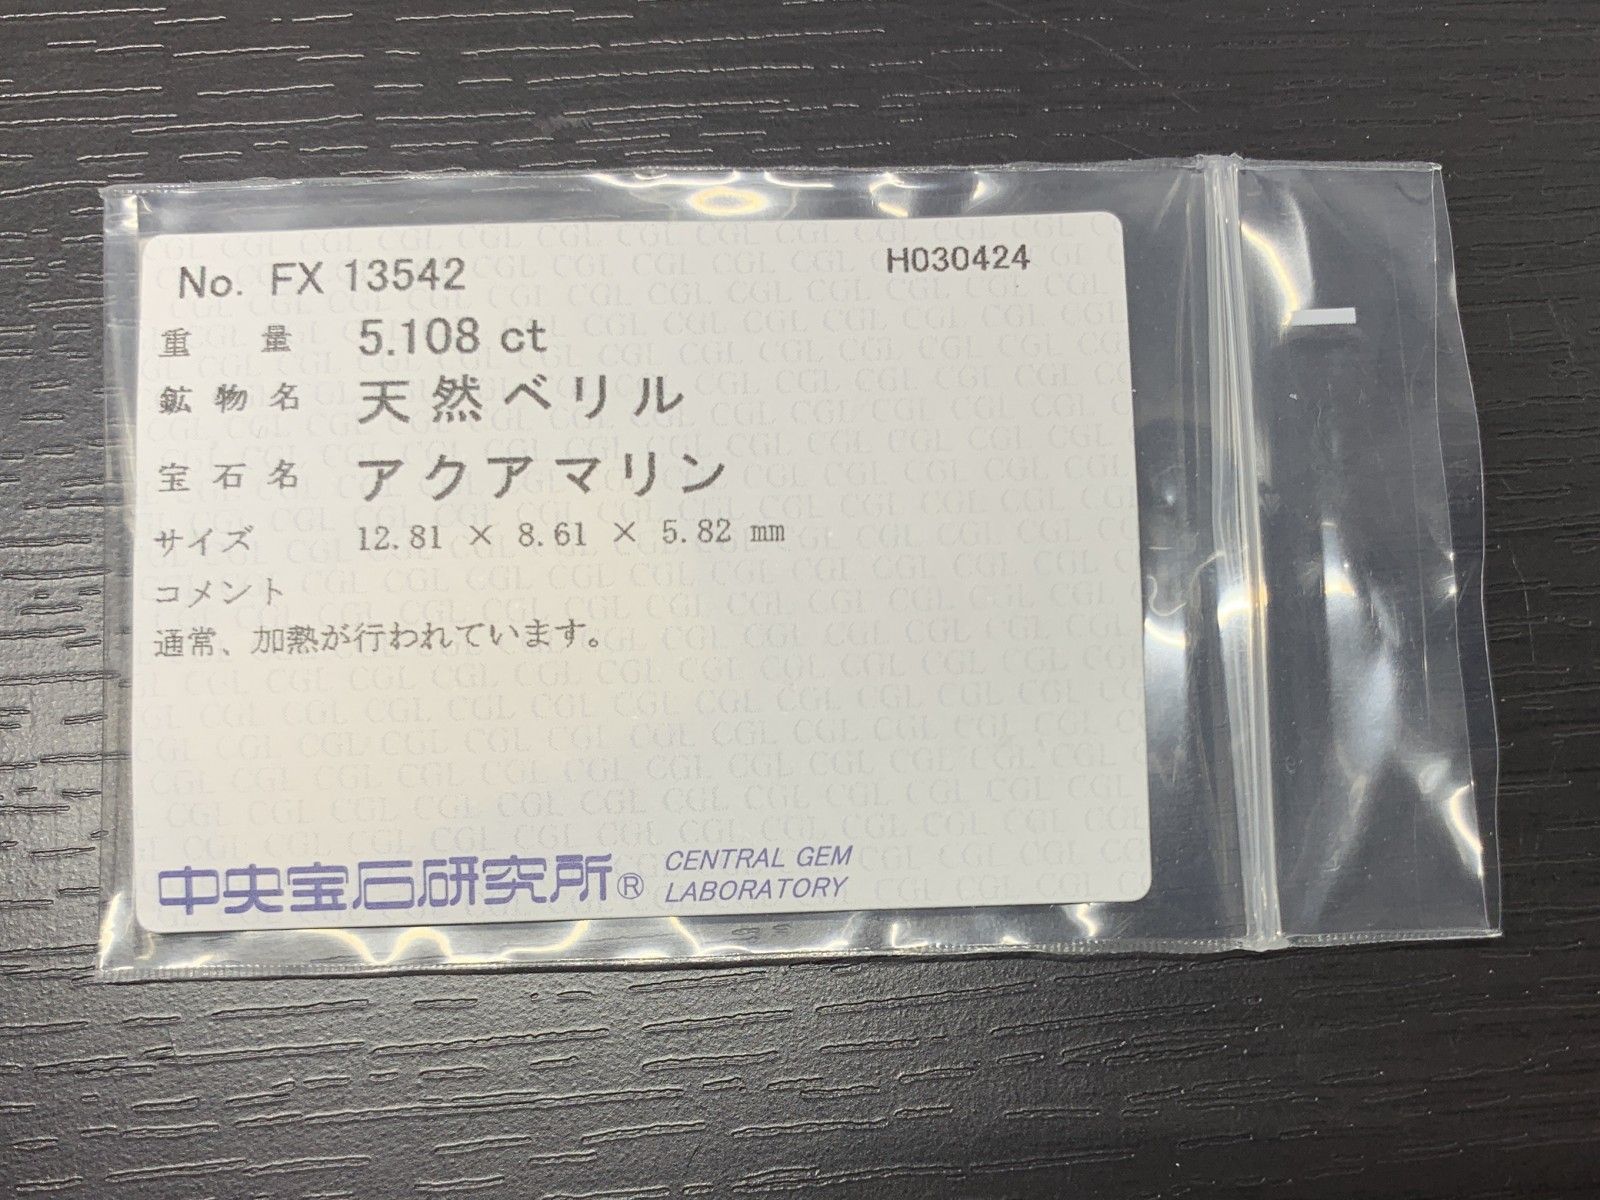 No. FX 13542 H030424
重量 5.108 ct
鉱物名 天然ベリル
宝石名 アクアマリン
サイズ 12.81 × 8.61 × 5.82 mm
コメント
通常、加熱が行われています。
中央宝石研究所® CENTRAL GEM
LABORATORY